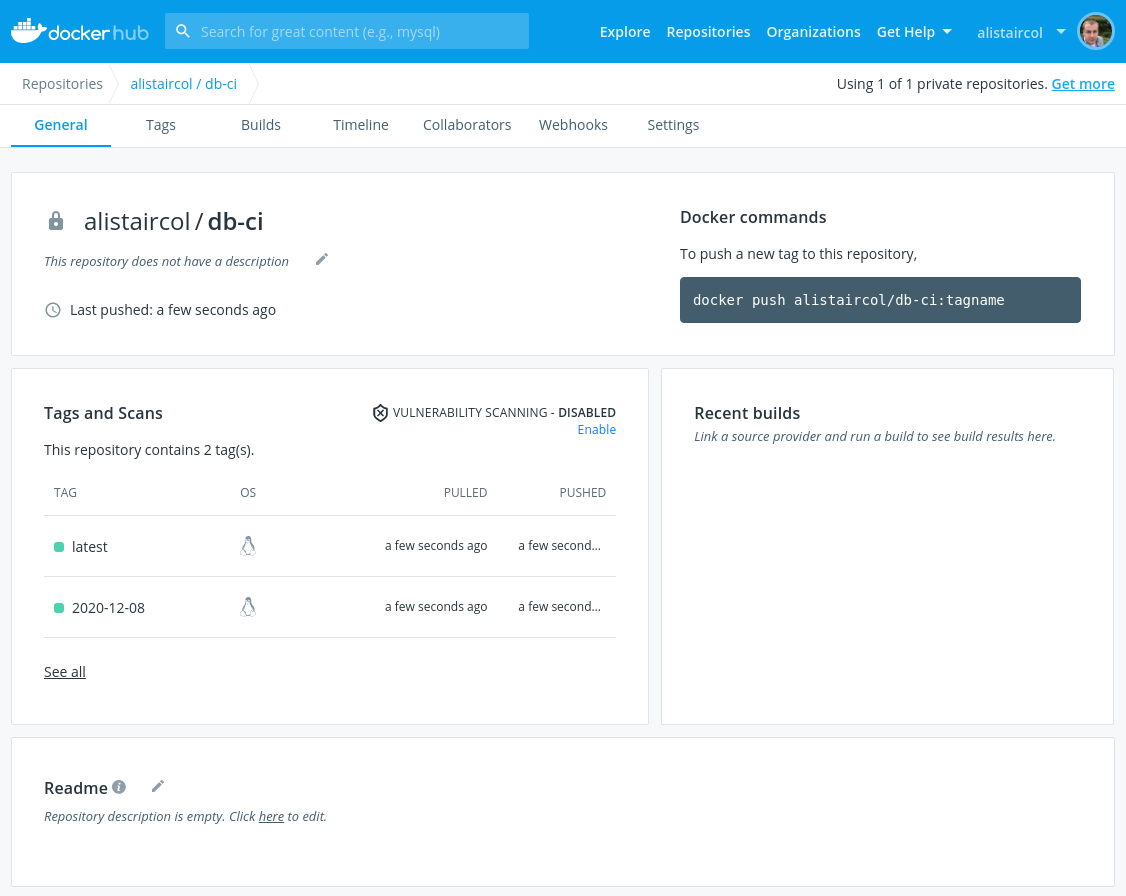 docker hub
Search for great content (e.g., mysql)
Explore Repositories Organizations Get Help alistaircol
Repositories alistaircol / db-ci Using 1 of 1 private repositories. Get more
General Tags Builds Timeline Collaborators Webhooks Settings
alistaircol / db-ci
This repository does not have a description
Last pushed: a few seconds ago
Docker commands
To push a new tag to this repository,
docker push alistaircol/db-ci:tagname
Tags and Scans
VULNERABILITY SCANNING - DISABLED
Enable
This repository contains 2 tag(s).
TAG OS PULLED PUSHED
latest a few seconds ago a few second...
2020-12-08 a few seconds ago a few second...
See all
Recent builds
Link a source provider and run a build to see build results here.
Readme
Repository description is empty. Click here to edit.